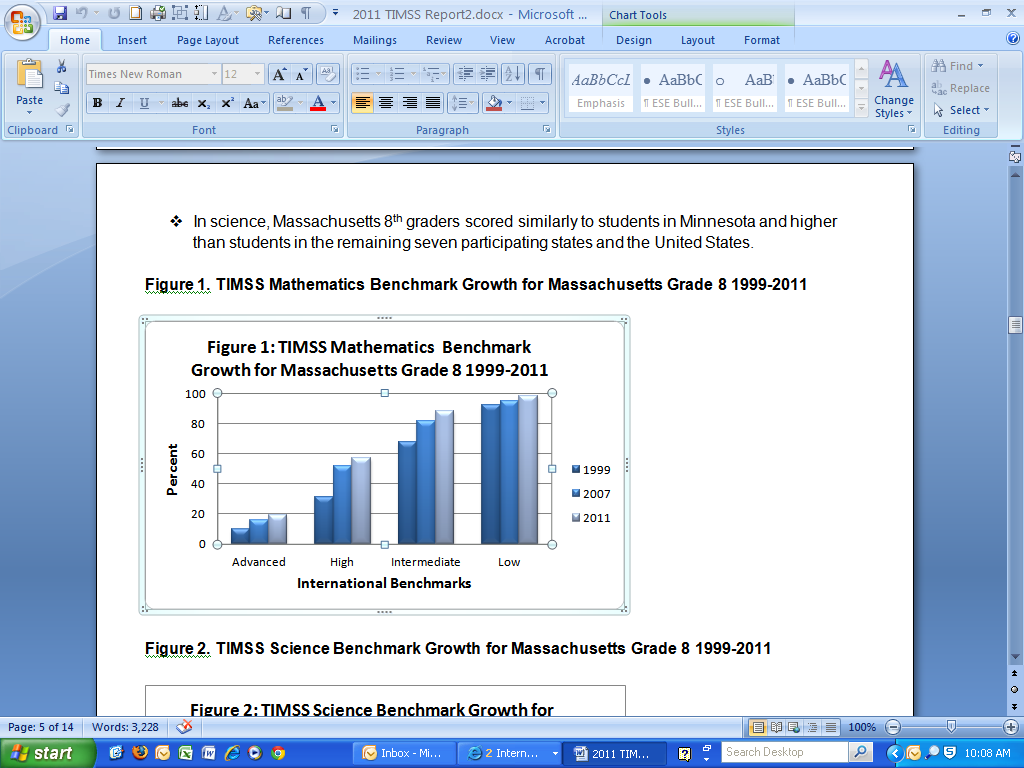 2011 TIMSS Report2.docx - Microsoft ...
Chart Tools
Home
Insert
Page Layout
References
Mailings
Review
View
Acrobat
Design
Layout
Format
Paste
Clipboard
Times New Roman
12
Font
Paragraph
AaBbCcL
AaBbC
AaB
AaBbC
Emphasis
¶ ESE Bull...
¶ ESE Bull...
¶ ESE Bull...
Change
Styles
Styles
Find
Replace
Select
Editing
In science, Massachusetts 8th graders scored similarly to students in Minnesota and higher
than students in the remaining seven participating states and the United States.
Figure 1. TIMSS Mathematics Benchmark Growth for Massachusetts Grade 8 1999-2011
Figure 1: TIMSS Mathematics Benchmark
Growth for Massachusetts Grade 8 1999-2011
Percent
100
80
60
40
20
0
Advanced
High
Intermediate
Low
International Benchmarks
1999
2007
2011
Figure 2. TIMSS Science Benchmark Growth for Massachusetts Grade 8 1999-2011
Figure 2: TIMSS Science Benchmark Growth for
Page: 5 of 14
Words: 3,228
100%
start
Inbox - Mi...
2 Intern...
2011 TIM...
Search Desktop
10:08 AM